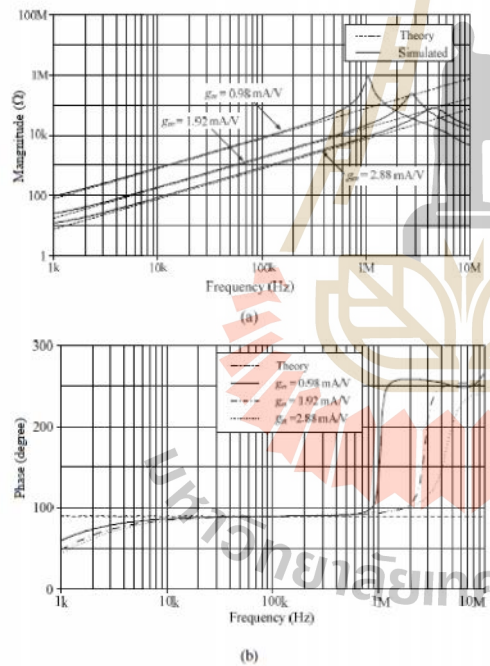 100M
Theory
Simulated
1M
gm = 0.98 mA/V
gm = 1.92 mA/V
10k
Mangnitude (Ω)
gm = 2.88 mA/V
100
1
1k 10k 100k 1M 10M
Frequency (Hz)
(a)
300
Theory
gm = 0.98 mA/V
gm = 1.92 mA/V
gm = 2.88 mA/V
200
Phase (degree)
100
0
1k 10k 100k 1M 10M
Frequency (Hz)
(b)